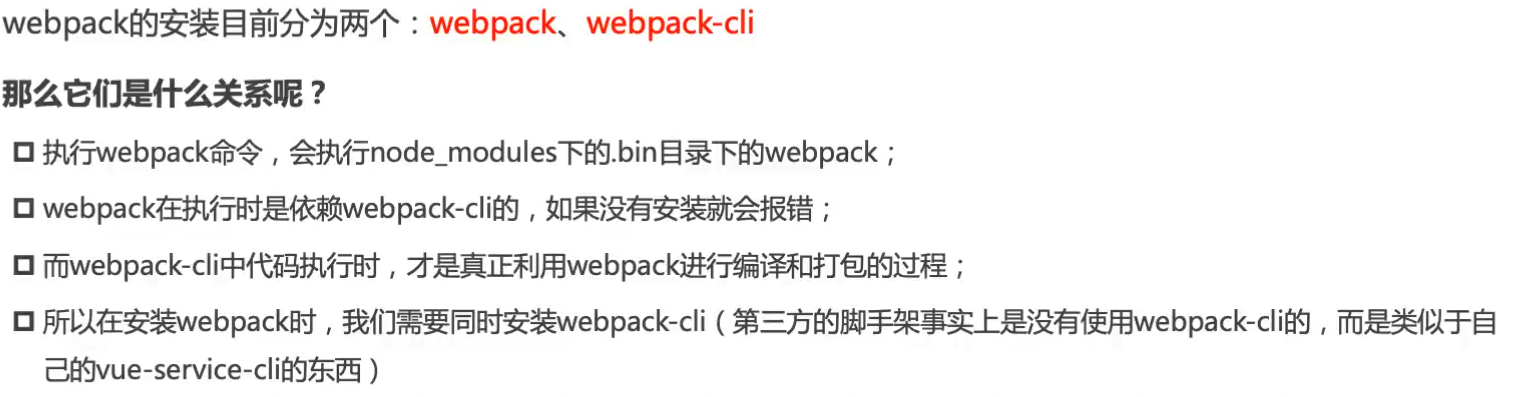 webpack的安装目前分为两个：webpack、webpack-cli
那么它们是什么关系呢？
执行webpack命令，会执行node_modules下的.bin目录下的webpack；
webpack在执行时是依赖webpack-cli的，如果没有安装就会报错；
而webpack-cli中代码执行时，才是真正利用webpack进行编译和打包的过程；
所以在安装webpack时，我们需要同时安装webpack-cli（第三方的脚手架事实上是没有使用webpack-cli的，而是类似于自
己的vue-service-cli的东西）